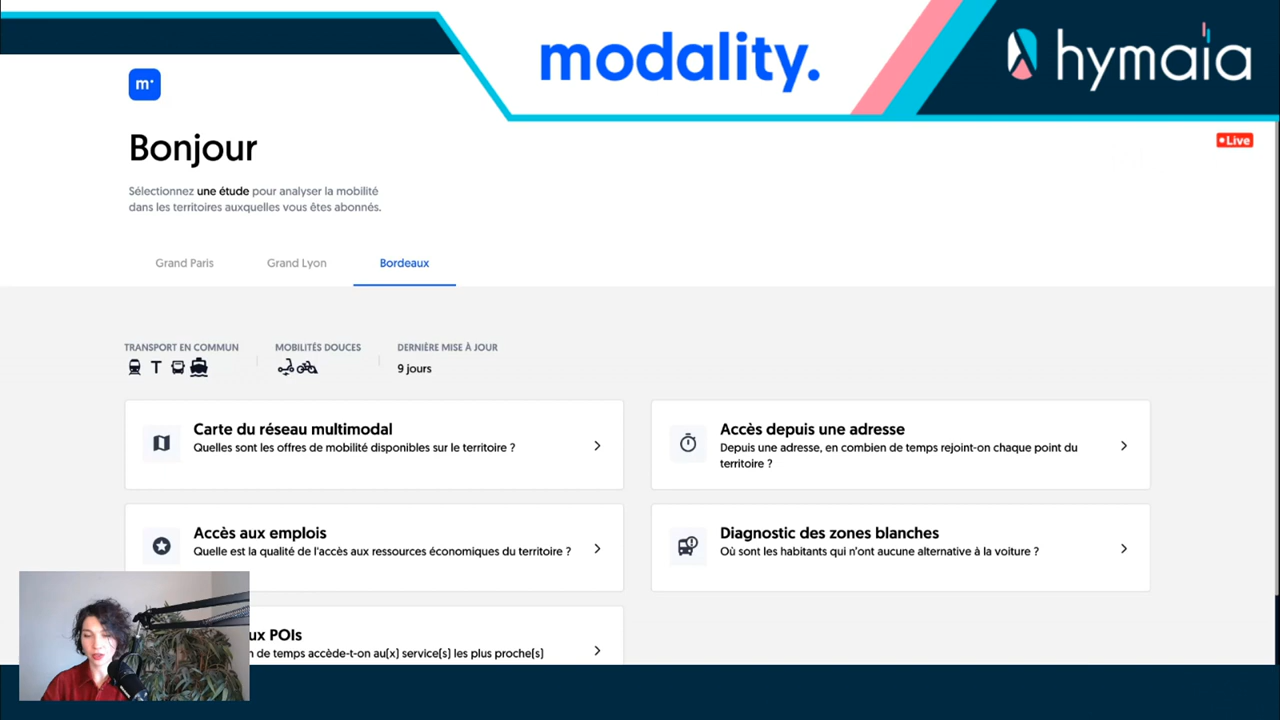 modality.
hymaia
m
Live
Bonjour
Sélectionnez une étude pour analyser la mobilité
dans les territoires auxquelles vous êtes abonnés.
Grand Paris
Grand Lyon
Bordeaux
TRANSPORT EN COMMUN
MOBILITÉS DOUCES
DERNIÈRE MISE À JOUR
T
9 jours
Carte du réseau multimodal
Quelles sont les offres de mobilité disponibles sur le territoire ?
Accès depuis une adresse
Depuis une adresse, en combien de temps rejoint-on chaque point du
territoire ?
Accès aux emplois
Quelle est la qualité de l'accès aux ressources économiques du territoire ?
Diagnostic des zones blanches
Où sont les habitants qui n'ont aucune alternative à la voiture ?
ux POIs
n de temps accède-t-on au(x) service(s) les plus proche(s)